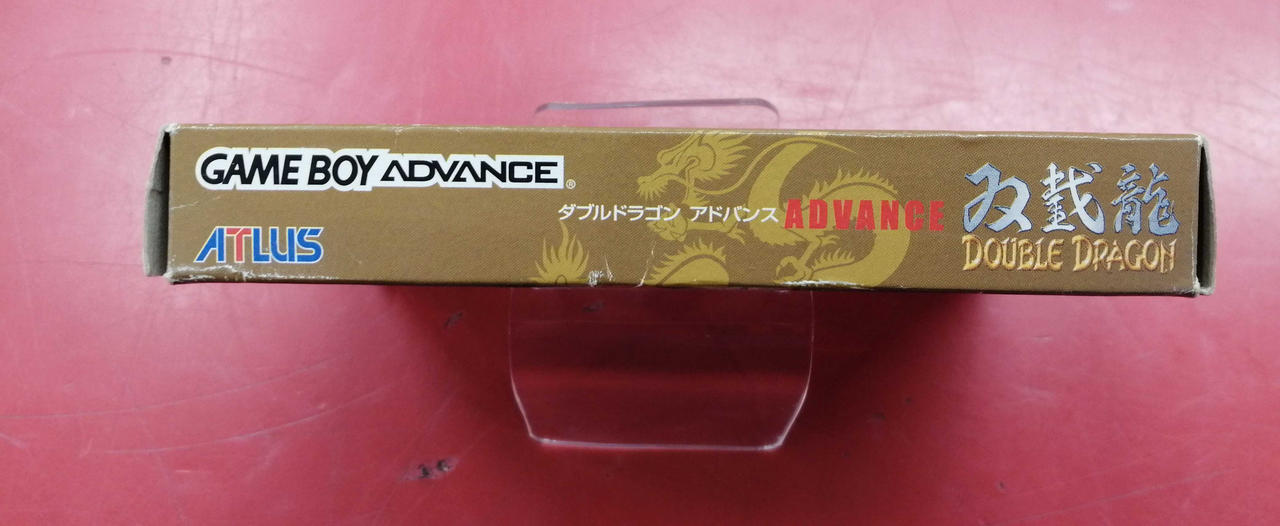 GAME BOY ADVANCE®
ATLUS
ダブルドラゴン アドバンス ADVANCE
双截龍
DOUBLE DRAGON